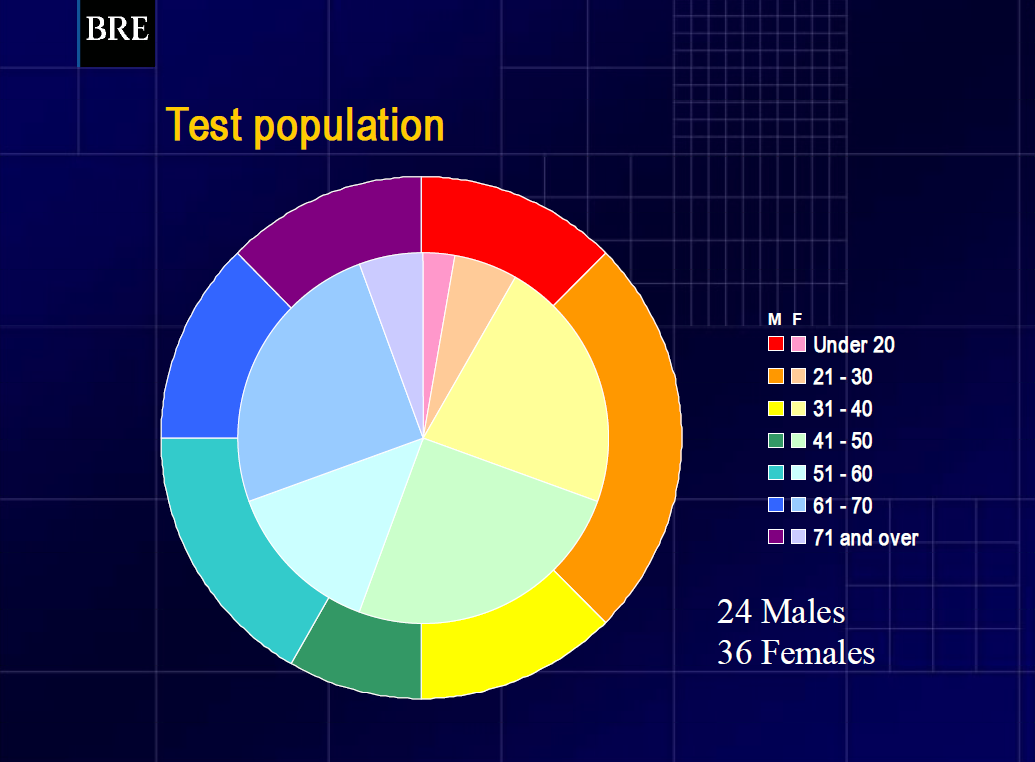 BRE
Test population
M F
Under 20
21 - 30
31 - 40
41 - 50
51 - 60
61 - 70
71 and over
24 Males
36 Females